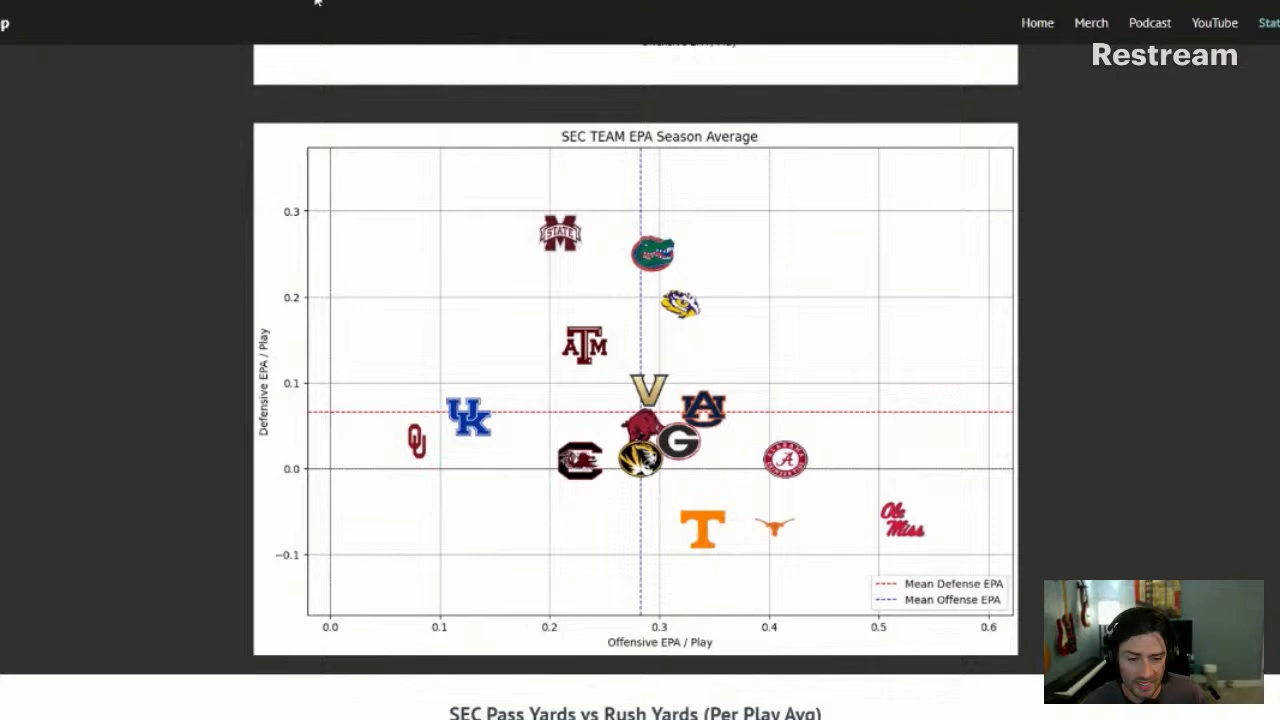 p
Home Merch Podcast YouTube Stat
Restream
SEC TEAM EPA Season Average
0.3
0.2
0.1
0.0
−0.1
Defensive EPA / Play
M STATE
ATM
V
AU
UK
OU
G
C
A
T
Ole Miss
Mean Defense EPA
Mean Offense EPA
0.0 0.1 0.2 0.3 0.4 0.5 0.6
Offensive EPA / Play
SEC Pass Yards vs Rush Yards (Per Play Avg)